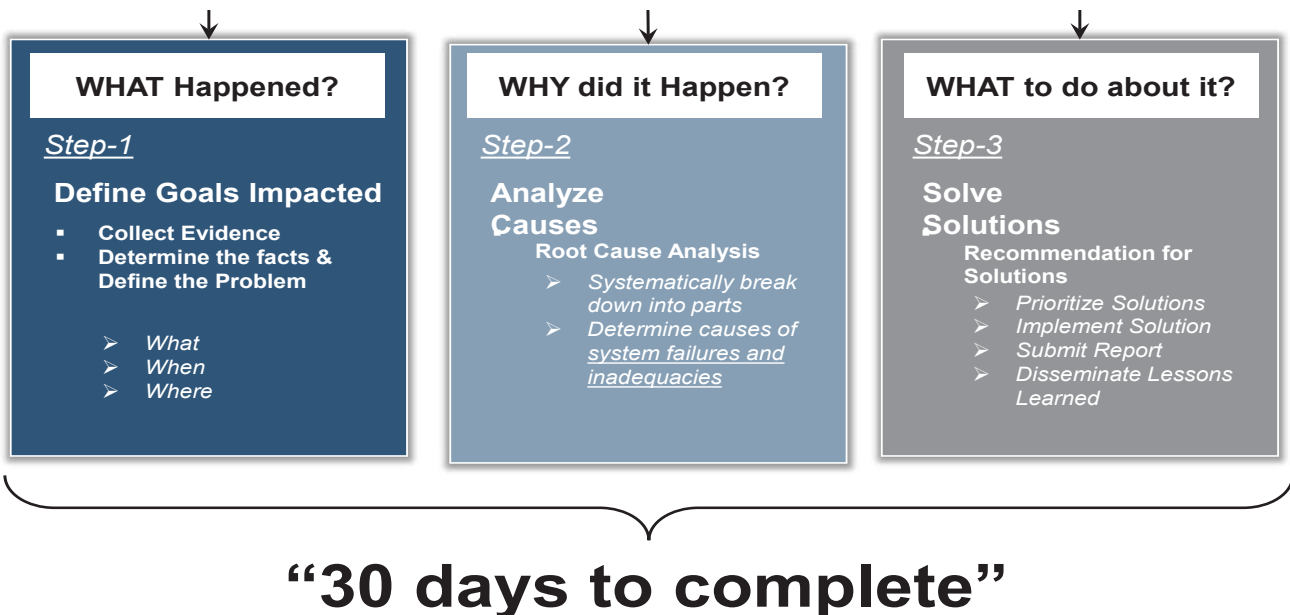 WHAT Happened?
Step-1
Define Goals Impacted
▪ Collect Evidence
▪ Determine the facts &
Define the Problem
➢ What
➢ When
➢ Where
WHY did it Happen?
Step-2
Analyze
Causes
▪ Root Cause Analysis
➢ Systematically break
down into parts
➢ Determine causes of
system failures and
inadequacies
WHAT to do about it?
Step-3
Solve
Solutions
▪ Recommendation for
Solutions
➢ Prioritize Solutions
➢ Implement Solution
➢ Submit Report
➢ Disseminate Lessons
Learned
“30 days to complete”